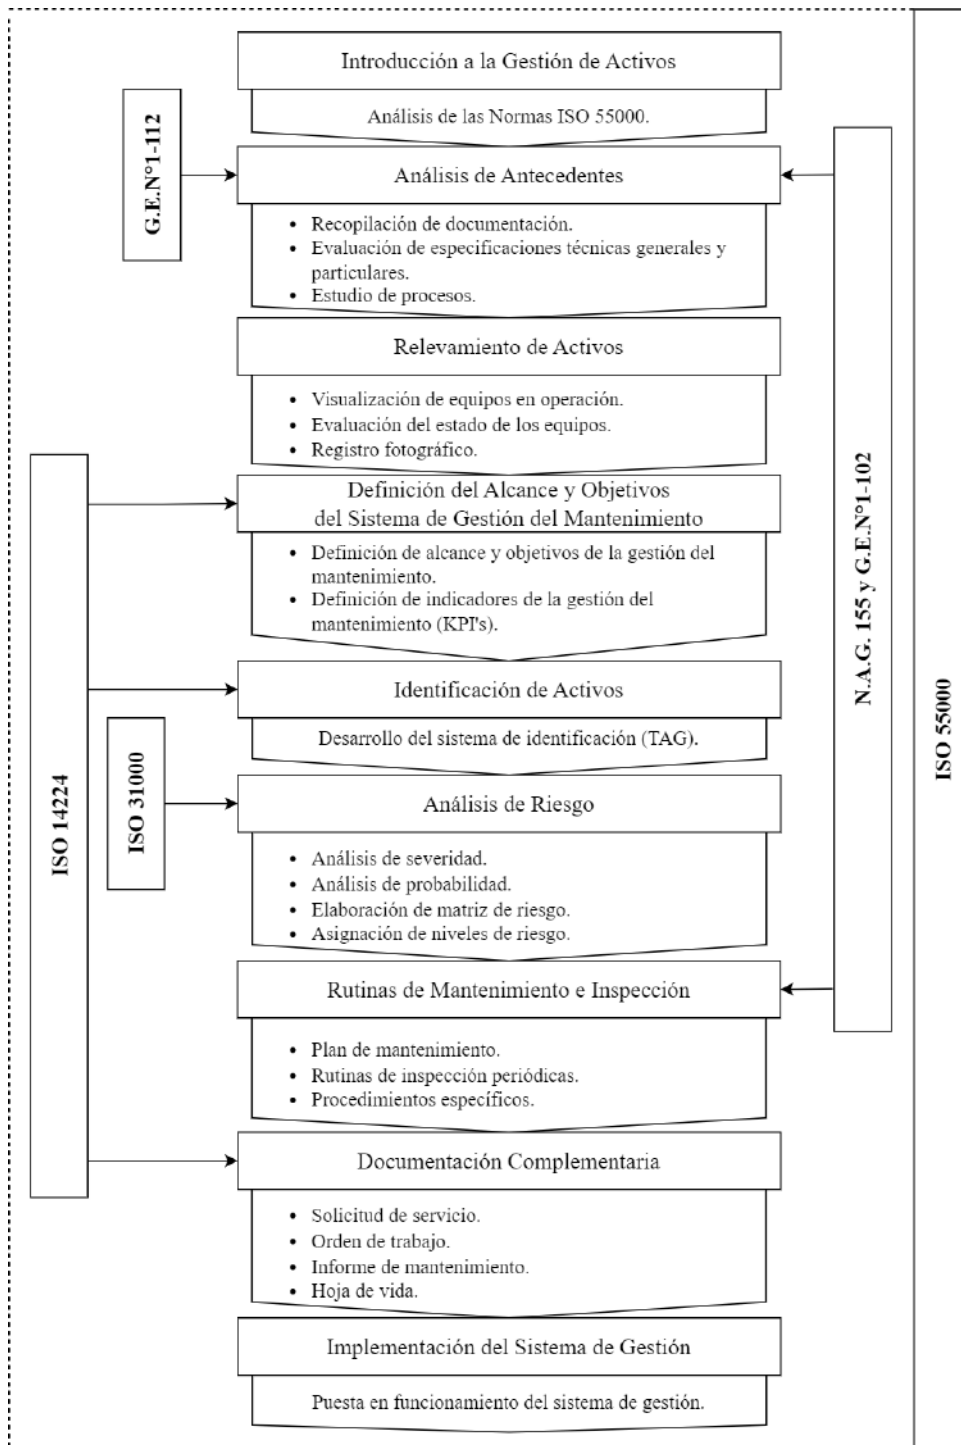 Introducción a la Gestión de Activos
Análisis de las Normas ISO 55000.
G.E.N°1-112
Análisis de Antecedentes
• Recopilación de documentación.
• Evaluación de especificaciones técnicas generales y
particulares.
• Estudio de procesos.
Relevamiento de Activos
• Visualización de equipos en operación.
• Evaluación del estado de los equipos.
• Registro fotográfico.
Definición del Alcance y Objetivos
del Sistema de Gestión del Mantenimiento
• Definición de alcance y objetivos de la gestión del
mantenimiento.
• Definición de indicadores de la gestión del
mantenimiento (KPI's).
N.A.G. 155 y G.E.N°1-102
ISO 55000
Identificación de Activos
Desarrollo del sistema de identificación (TAG).
ISO 14224
ISO 31000
Análisis de Riesgo
• Análisis de severidad.
• Análisis de probabilidad.
• Elaboración de matriz de riesgo.
• Asignación de niveles de riesgo.
Rutinas de Mantenimiento e Inspección
• Plan de mantenimiento.
• Rutinas de inspección periódicas.
• Procedimientos específicos.
Documentación Complementaria
• Solicitud de servicio.
• Orden de trabajo.
• Informe de mantenimiento.
• Hoja de vida.
Implementación del Sistema de Gestión
Puesta en funcionamiento del sistema de gestión.